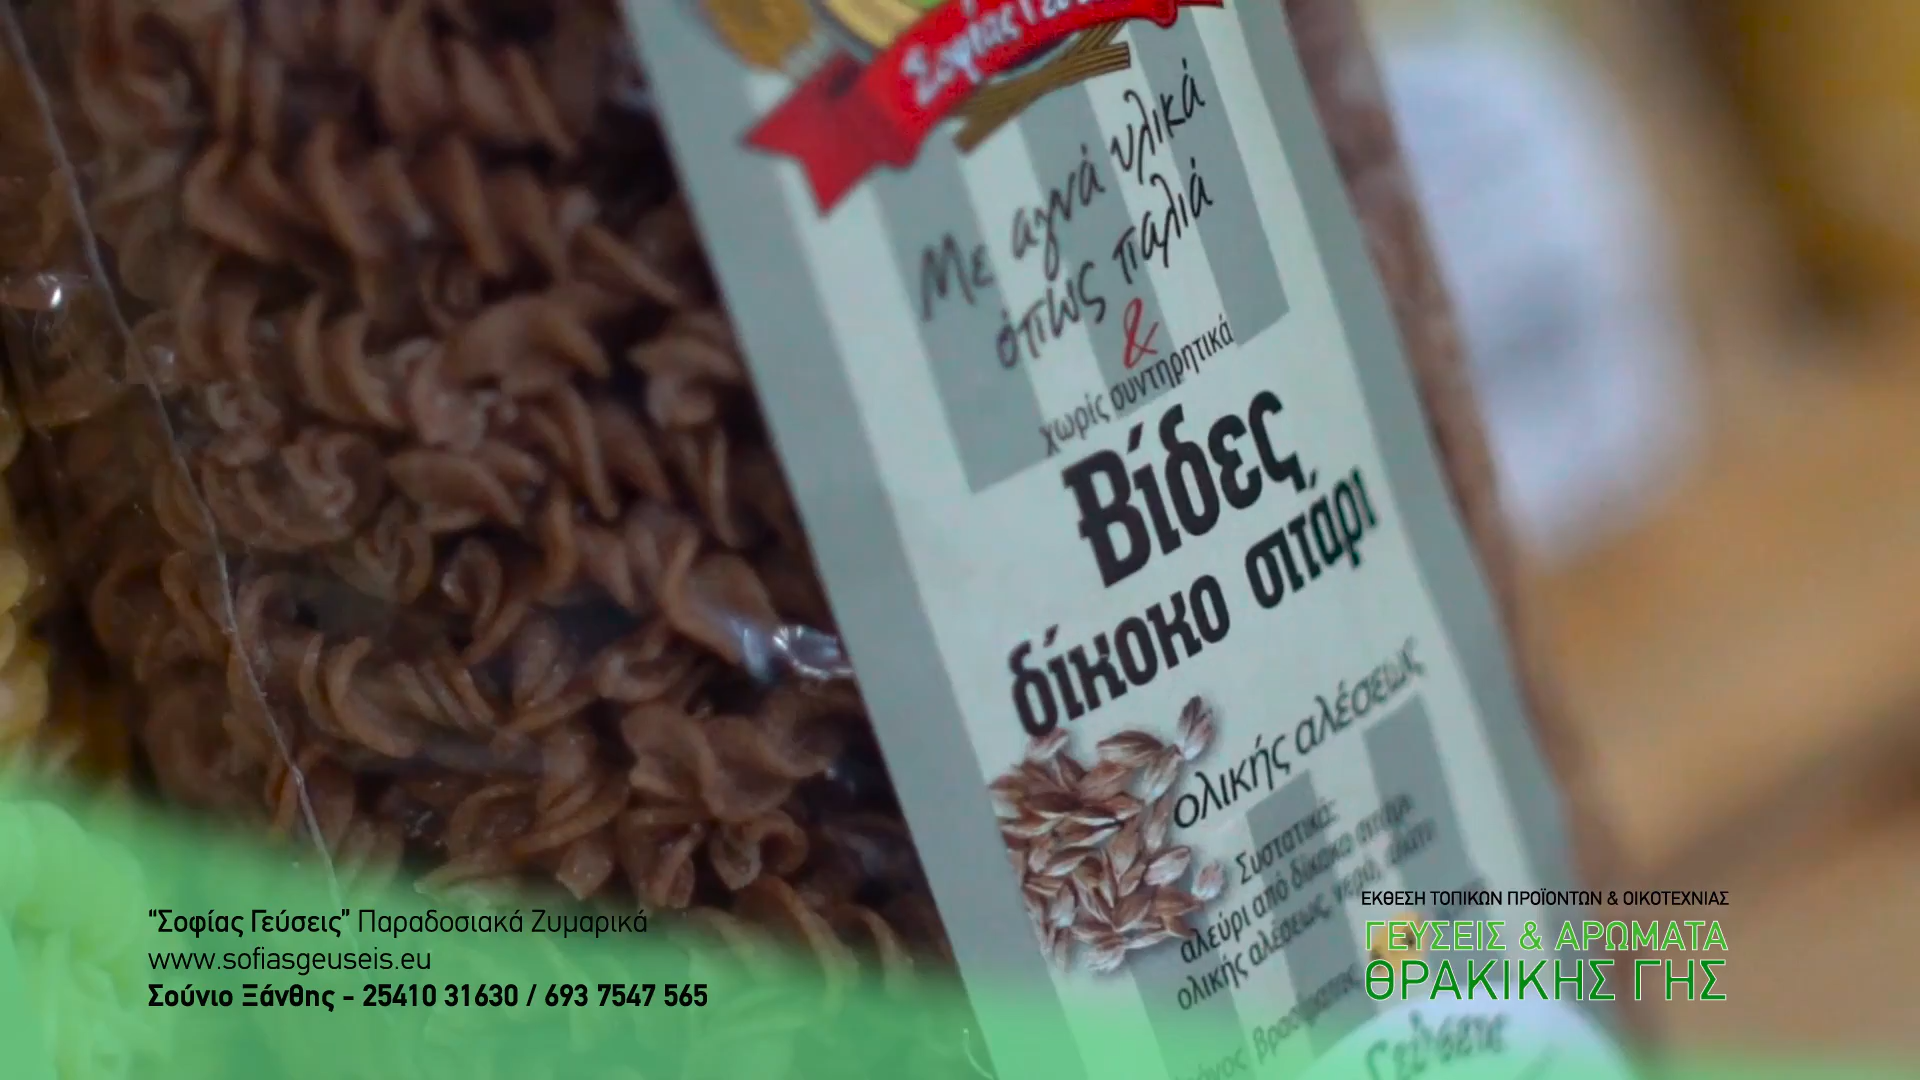 Σοφίας
Με αγνά υλικά
όπως παλιά
&
χωρίς συντηρητικά
Βίδες
δίκοκο σιτάρι
ολικής αλέσεως
Συστατικά:
αλεύρι από δίκοκο σιτάρι
ολικής αλέσεως, νερό, αλάτι
“Σοφίας Γεύσεις” Παραδοσιακά Ζυμαρικά
www.sofiasgeuseis.eu
Σούνιο Ξάνθης - 25410 31630 / 693 7547 565
ΕΚΘΕΣΗ ΤΟΠΙΚΩΝ ΠΡΟΪΟΝΤΩΝ & ΟΙΚΟΤΕΧΝΙΑΣ
ΓΕΥΣΕΙΣ & ΑΡΩΜΑΤΑ
ΘΡΑΚΙΚΗΣ ΓΗΣ